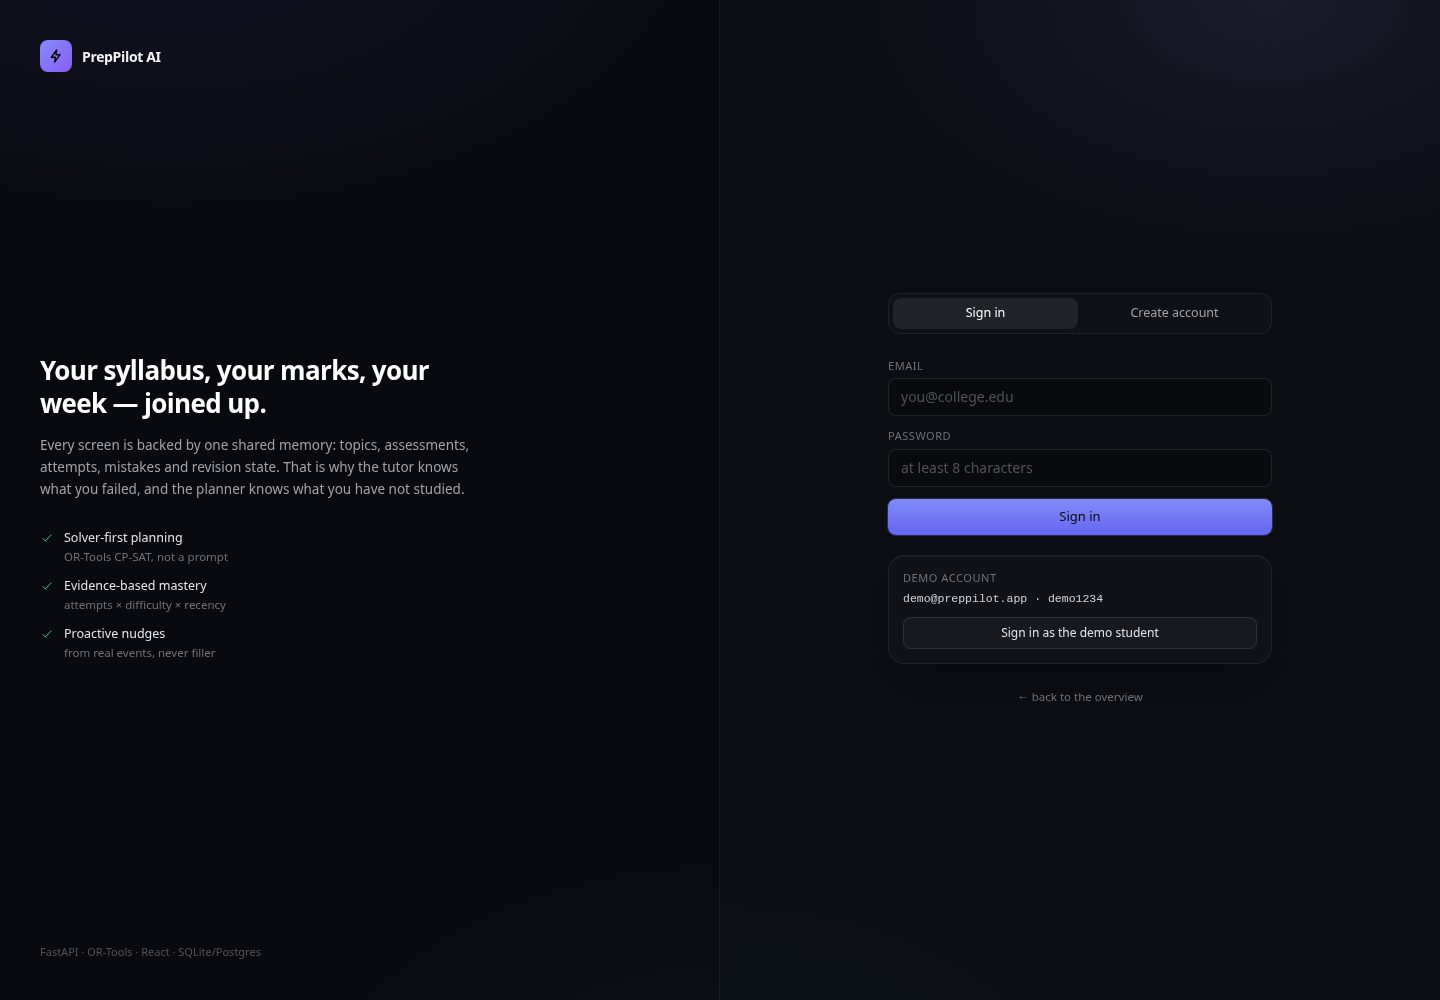 PrepPilot AI
Your syllabus, your marks, your
week — joined up.
Every screen is backed by one shared memory: topics, assessments,
attempts, mistakes and revision state. That is why the tutor knows
what you failed, and the planner knows what you have not studied.
Solver-first planning
OR-Tools CP-SAT, not a prompt
Evidence-based mastery
attempts × difficulty × recency
Proactive nudges
from real events, never filler
FastAPI · OR-Tools · React · SQLite/Postgres
Sign in
Create account
EMAIL
you@college.edu
PASSWORD
at least 8 characters
Sign in
DEMO ACCOUNT
demo@preppilot.app · demo1234
Sign in as the demo student
← back to the overview